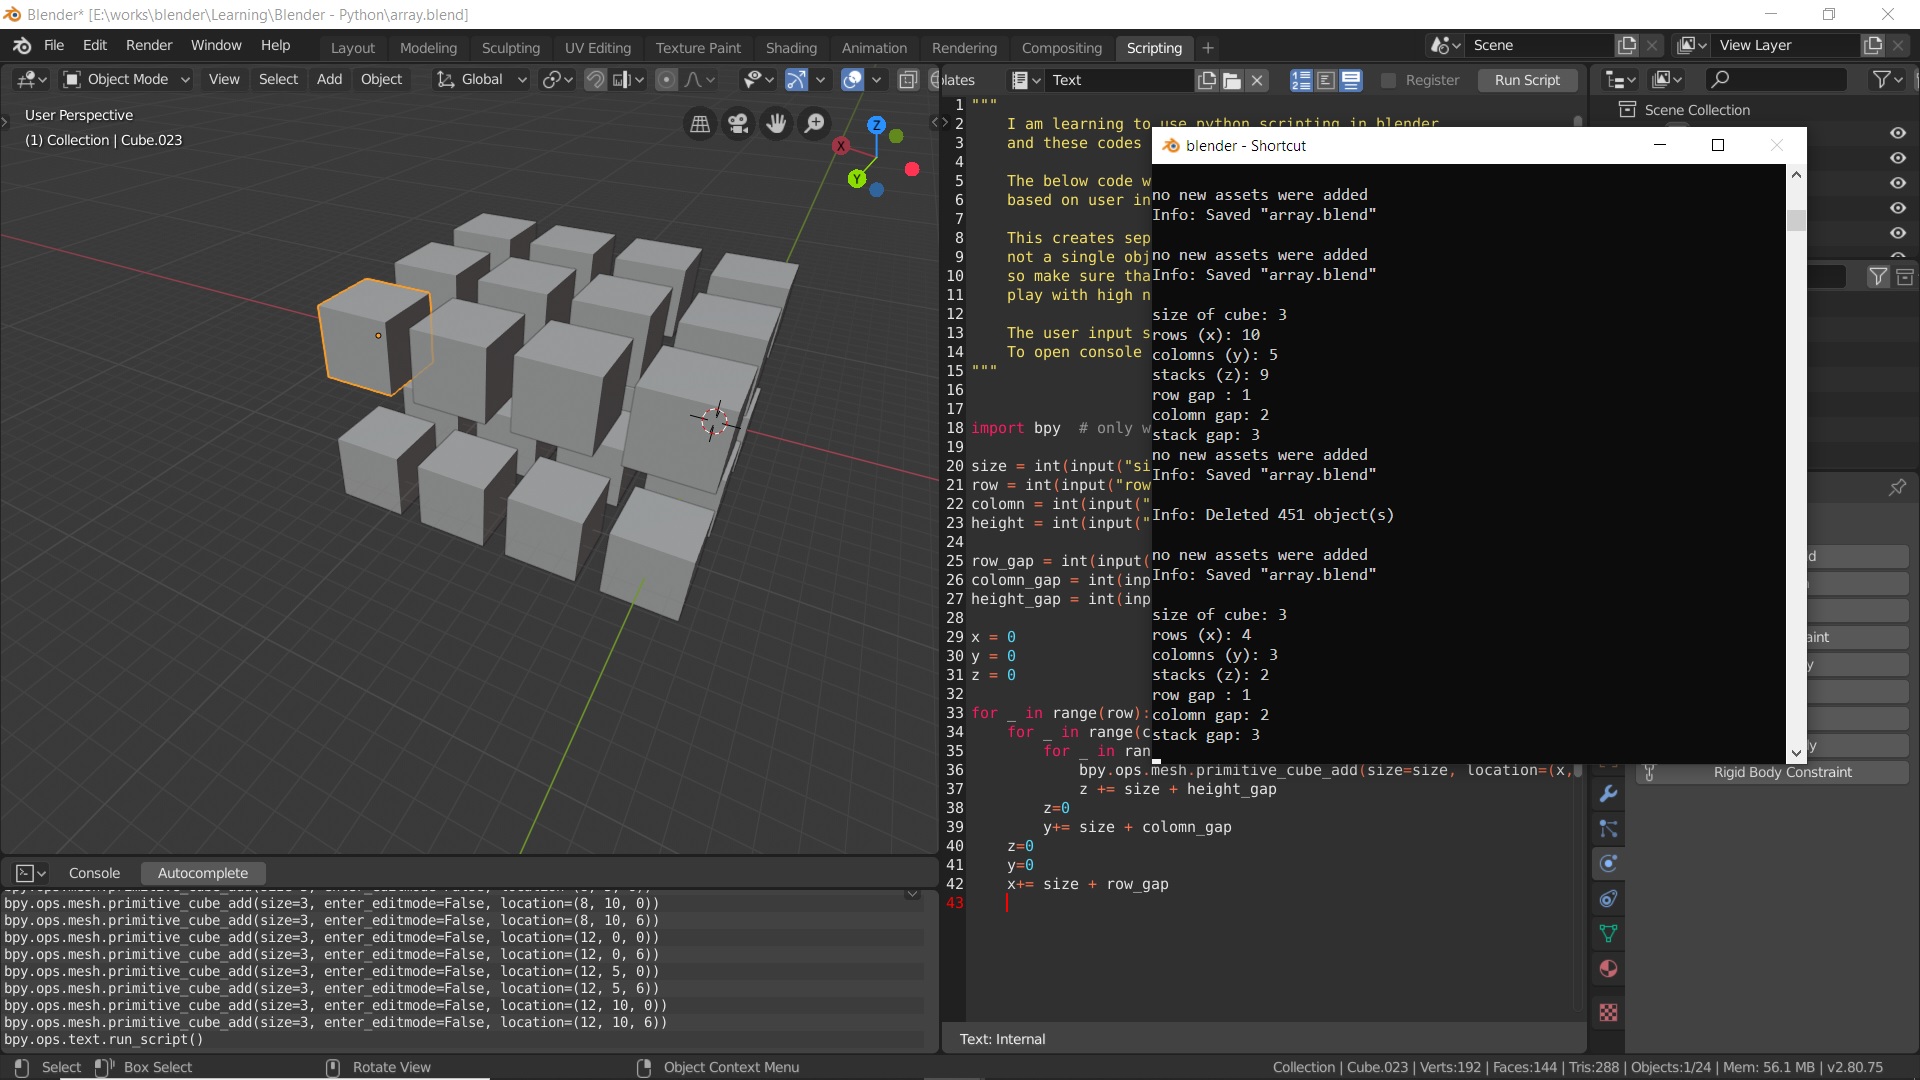 Blender* [E:\works\blender\Learning\Blender - Python\array.blend]
File Edit Render Window Help Layout Modeling Sculpting UV Editing Texture Paint Shading Animation Rendering Compositing Scripting + Scene View Layer
Object Mode View Select Add Object Global
plates Text Register Run Script
Scene Collection
User Perspective
(1) Collection | Cube.023
Z
X
Y
1 """
2 I am learning to use python scripting in blender
3 and these codes
4
5 The below code w
6 based on user in
7
8 This creates sep
9 not a single obj
10 so make sure tha
11 play with high n
12
13 The user input s
14 To open console
15 """
16
17
18 import bpy # only w
19
20 size = int(input("si
21 row = int(input("row
22 colomn = int(input("
23 height = int(input("
24
25 row_gap = int(input(
26 colomn_gap = int(inp
27 height_gap = int(inp
28
29 x = 0
30 y = 0
31 z = 0
32
33 for _ in range(row):
34 for _ in range(c
35 for _ in ran
36 bpy.ops.mesh.primitive_cube_add(size=size, location=(x,
37 z += size + height_gap
38 z=0
39 y+= size + colomn_gap
40 z=0
41 y=0
42 x+= size + row_gap
43
blender - Shortcut
no new assets were added
Info: Saved "array.blend"
no new assets were added
Info: Saved "array.blend"
size of cube: 3
rows (x): 10
colomns (y): 5
stacks (z): 9
row gap : 1
colomn gap: 2
stack gap: 3
no new assets were added
Info: Saved "array.blend"
Info: Deleted 451 object(s)
no new assets were added
Info: Saved "array.blend"
size of cube: 3
rows (x): 4
colomns (y): 3
stacks (z): 2
row gap : 1
colomn gap: 2
stack gap: 3
d
aint
y
ly
Rigid Body Constraint
Console Autocomplete
bpy.ops.mesh.primitive_cube_add(size=3, enter_editmode=False, location=(8, 10, 0))
bpy.ops.mesh.primitive_cube_add(size=3, enter_editmode=False, location=(8, 10, 6))
bpy.ops.mesh.primitive_cube_add(size=3, enter_editmode=False, location=(12, 0, 0))
bpy.ops.mesh.primitive_cube_add(size=3, enter_editmode=False, location=(12, 0, 6))
bpy.ops.mesh.primitive_cube_add(size=3, enter_editmode=False, location=(12, 5, 0))
bpy.ops.mesh.primitive_cube_add(size=3, enter_editmode=False, location=(12, 5, 6))
bpy.ops.mesh.primitive_cube_add(size=3, enter_editmode=False, location=(12, 10, 0))
bpy.ops.mesh.primitive_cube_add(size=3, enter_editmode=False, location=(12, 10, 6))
bpy.ops.text.run_script()
Text: Internal
Select Box Select Rotate View Object Context Menu Collection | Cube.023 | Verts:192 | Faces:144 | Tris:288 | Objects:1/24 | Mem: 56.1 MB | v2.80.75